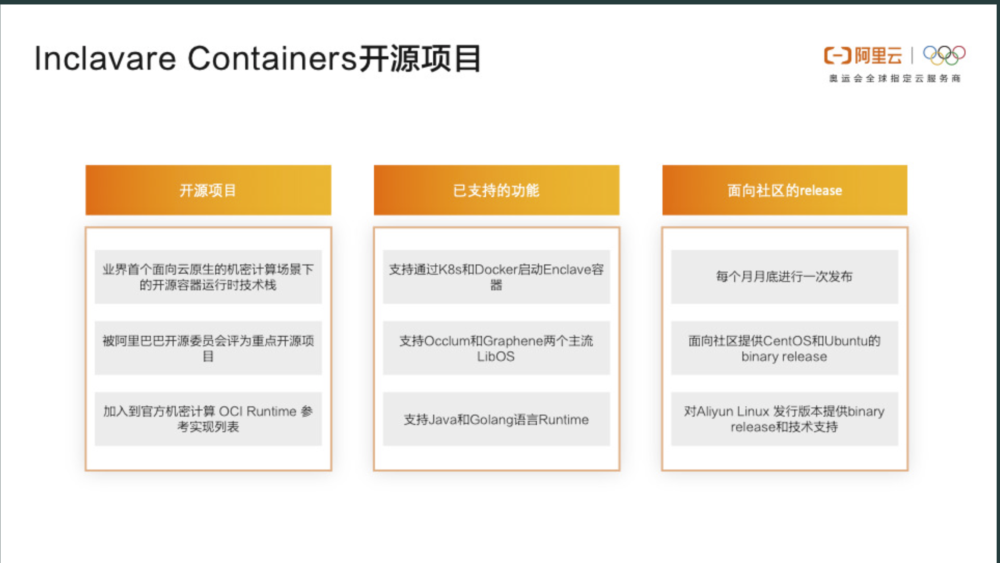 Inclavare Containers开源项目
阿里云
奥运会全球指定云服务商
开源项目
业界首个面向云原生的机密计算场景下
的开源容器运行时技术栈
被阿里巴巴开源委员会评为重点开源项
目
加入到官方机密计算 OCI Runtime 参
考实现列表
已支持的功能
支持通过K8s和Docker启动Enclave容
器
支持Occlum和Graphene两个主流
LibOS
支持Java和Golang语言Runtime
面向社区的release
每个月月底进行一次发布
面向社区提供CentOS和Ubuntu的
binary release
对Aliyun Linux 发行版本提供binary
release和技术支持